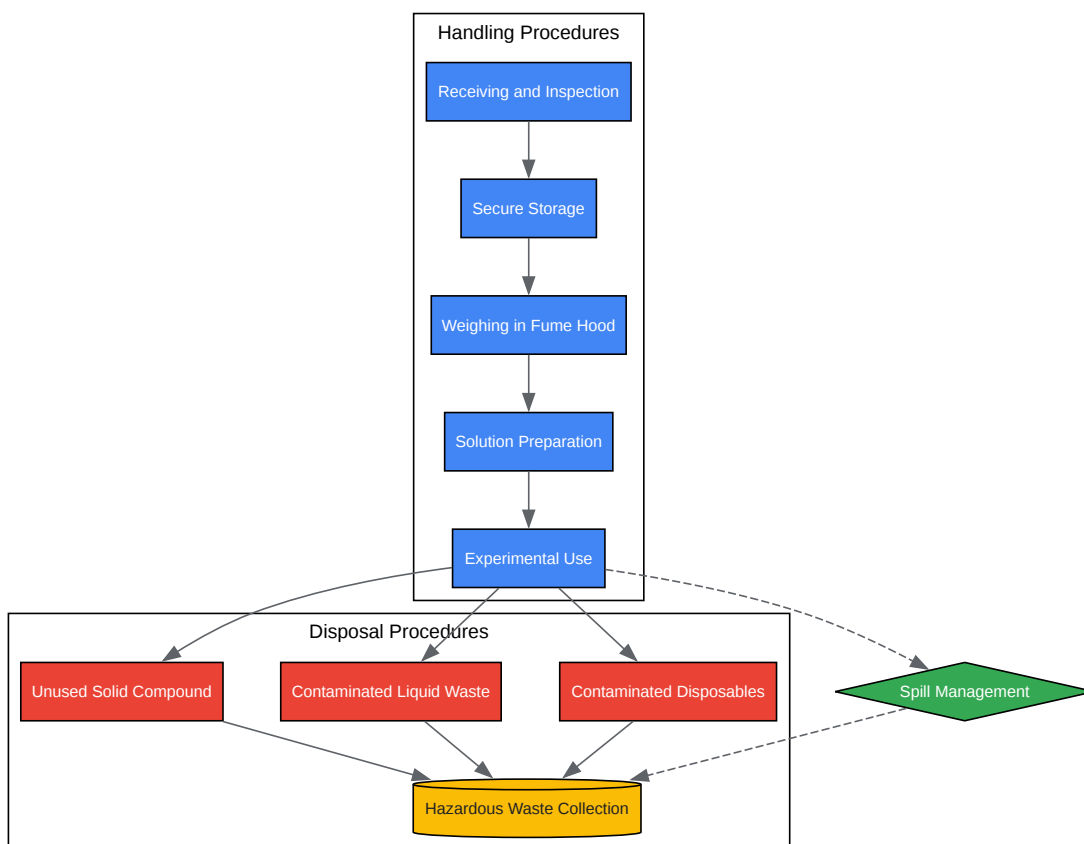 Handling Procedures
Receiving and Inspection
Secure Storage
Weighing in Fume Hood
Solution Preparation
Experimental Use
Disposal Procedures
Unused Solid Compound
Contaminated Liquid Waste
Contaminated Disposables
Spill Management
Hazardous Waste Collection